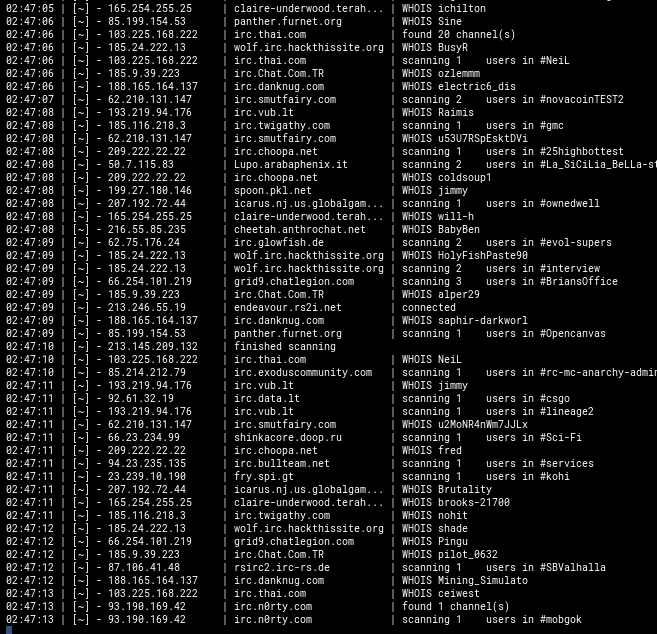 02:47:05 | [~] - 165.254.255.25 | claire-underwood.terah... | WHOIS ichilton
02:47:06 | [~] - 85.199.154.53 | panther.furnet.org | WHOIS Sine
02:47:06 | [~] - 103.225.168.222 | irc.thai.com | found 20 channel(s)
02:47:06 | [~] - 185.24.222.13 | wolf.irc.hackthissite.org | WHOIS BusyR
02:47:06 | [~] - 103.225.168.222 | irc.thai.com | scanning 1 users in #NeiL
02:47:06 | [~] - 185.9.39.223 | irc.Chat.Com.TR | WHOIS ozlemmm
02:47:06 | [~] - 188.165.164.137 | irc.danknug.com | WHOIS electric6_dis
02:47:07 | [~] - 62.210.131.147 | irc.smutfairy.com | scanning 2 users in #novacoinTEST2
02:47:08 | [~] - 193.219.94.176 | irc.vub.lt | WHOIS Raimis
02:47:08 | [~] - 185.116.218.3 | irc.twigathy.com | scanning 1 users in #gmc
02:47:08 | [~] - 62.210.131.147 | irc.smutfairy.com | WHOIS u53U7RSpEsktDVi
02:47:08 | [~] - 209.222.22.22 | irc.choopa.net | scanning 1 users in #25highbottest
02:47:08 | [~] - 50.7.115.83 | Lupo.arabaphenix.it | scanning 2 users in #La_SiCiLia_BeLLa-st
02:47:08 | [~] - 209.222.22.22 | irc.choopa.net | WHOIS coldsoup1
02:47:08 | [~] - 199.27.180.146 | spoon.pkl.net | WHOIS jimmy
02:47:08 | [~] - 207.192.72.44 | icarus.nj.us.globalgam... | scanning 1 users in #ownedwell
02:47:08 | [~] - 165.254.255.25 | claire-underwood.terah... | WHOIS will-h
02:47:08 | [~] - 216.55.85.235 | cheetah.anthrochat.net | WHOIS BabyBen
02:47:09 | [~] - 62.75.176.24 | irc.glowfish.de | scanning 2 users in #evol-supers
02:47:09 | [~] - 185.24.222.13 | wolf.irc.hackthissite.org | WHOIS HolyFishPaste90
02:47:09 | [~] - 185.24.222.13 | wolf.irc.hackthissite.org | scanning 2 users in #interview
02:47:09 | [~] - 66.254.101.219 | grid9.chatlegion.com | scanning 3 users in #BriansOffice
02:47:09 | [~] - 185.9.39.223 | irc.Chat.Com.TR | WHOIS alper29
02:47:09 | [~] - 213.246.55.19 | endeavour.rs2i.net | connected
02:47:09 | [~] - 188.165.164.137 | irc.danknug.com | WHOIS saphir-darkworl
02:47:09 | [~] - 85.199.154.53 | panther.furnet.org | scanning 1 users in #Opencanvas
02:47:10 | [~] - 213.145.209.132 | finished scanning
02:47:10 | [~] - 103.225.168.222 | irc.thai.com | WHOIS NeiL
02:47:10 | [~] - 85.214.212.79 | irc.exoduscommunity.com | scanning 1 users in #rc-mc-anarchy-admin
02:47:11 | [~] - 193.219.94.176 | irc.vub.lt | WHOIS jimmy
02:47:11 | [~] - 92.61.32.19 | irc.data.lt | scanning 1 users in #csgo
02:47:11 | [~] - 193.219.94.176 | irc.vub.lt | scanning 1 users in #lineage2
02:47:11 | [~] - 62.210.131.147 | irc.smutfairy.com | WHOIS u2MoNR4nWm7JJLx
02:47:11 | [~] - 66.23.234.99 | shinkacore.doop.ru | scanning 1 users in #Sci-Fi
02:47:11 | [~] - 209.222.22.22 | irc.choopa.net | WHOIS fred
02:47:11 | [~] - 94.23.235.135 | irc.bullteam.net | scanning 1 users in #services
02:47:11 | [~] - 23.239.10.190 | fry.spi.gt | scanning 1 users in #kohi
02:47:11 | [~] - 207.192.72.44 | icarus.nj.us.globalgam... | WHOIS Brutality
02:47:11 | [~] - 165.254.255.25 | claire-underwood.terah... | WHOIS brooks-21700
02:47:11 | [~] - 185.116.218.3 | irc.twigathy.com | WHOIS nohit
02:47:12 | [~] - 185.24.222.13 | wolf.irc.hackthissite.org | WHOIS shade
02:47:12 | [~] - 66.254.101.219 | grid9.chatlegion.com | WHOIS Pingu
02:47:12 | [~] - 185.9.39.223 | irc.Chat.Com.TR | WHOIS pilot_0632
02:47:12 | [~] - 87.106.41.48 | rsirc2.irc-rs.de | scanning 1 users in #SBValhalla
02:47:12 | [~] - 188.165.164.137 | irc.danknug.com | WHOIS Mining_Simulato
02:47:13 | [~] - 103.225.168.222 | irc.thai.com | WHOIS ceiwest
02:47:13 | [~] - 93.190.169.42 | irc.n0rty.com | found 1 channel(s)
02:47:13 | [~] - 93.190.169.42 | irc.n0rty.com | scanning 1 users in #mobgok